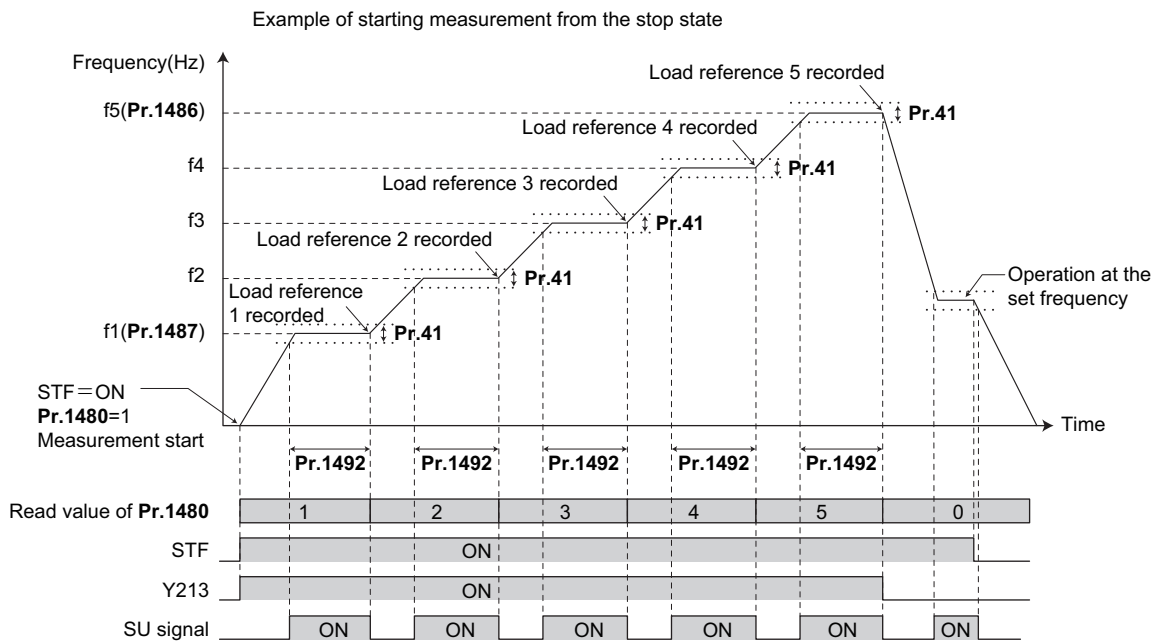 Example of starting measurement from the stop state
Frequency(Hz)
Load reference 5 recorded
f5(Pr.1486)
Pr.41
Load reference 4 recorded
f4
Pr.41
Load reference 3 recorded
f3
Pr.41
Load reference 2 recorded
f2
Pr.41
Operation at the
set frequency
Load reference
1 recorded
f1(Pr.1487)
Pr.41
STF=ON
Pr.1480=1
Measurement start
Time
Pr.1492 Pr.1492 Pr.1492 Pr.1492 Pr.1492
Read value of Pr.1480 1 2 3 4 5 0
STF ON
Y213 ON
SU signal ON ON ON ON ON ON